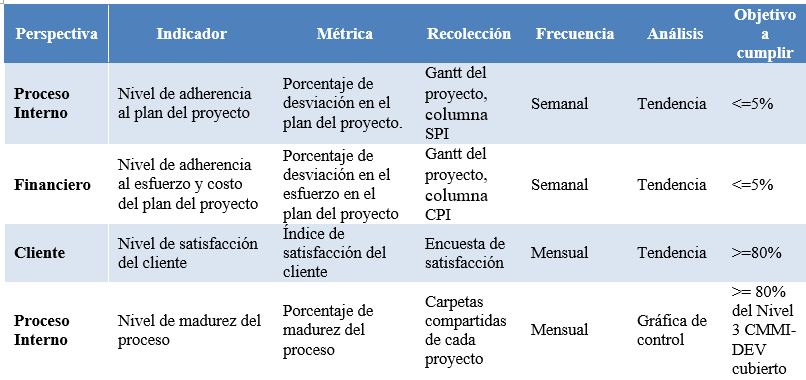 Perspectiva
Indicador
Métrica
Recolección
Frecuencia
Análisis
Objetivo
a
cumplir
Proceso
Interno
Nivel de adherencia
al plan del proyecto
Porcentaje de
desviación en el
plan del proyecto.
Gantt del
proyecto,
columna
SPI
Semanal
Tendencia
<=5%
Financiero
Nivel de adherencia
al esfuerzo y costo
del plan del proyecto
Porcentaje de
desviación en el
esfuerzo en el
plan del proyecto
Gantt del
proyecto,
columna
CPI
Semanal
Tendencia
<=5%
Cliente
Nivel de satisfacción
del cliente
Índice de
satisfacción del
cliente
Encuesta de
satisfacción
Mensual
Tendencia
>=80%
Proceso
Interno
Nivel de madurez del
proceso
Porcentaje de
madurez del
proceso
Carpetas
compartidas
de cada
proyecto
Mensual
Gráfica de
control
>= 80%
del Nivel
3 CMMI-
DEV
cubierto